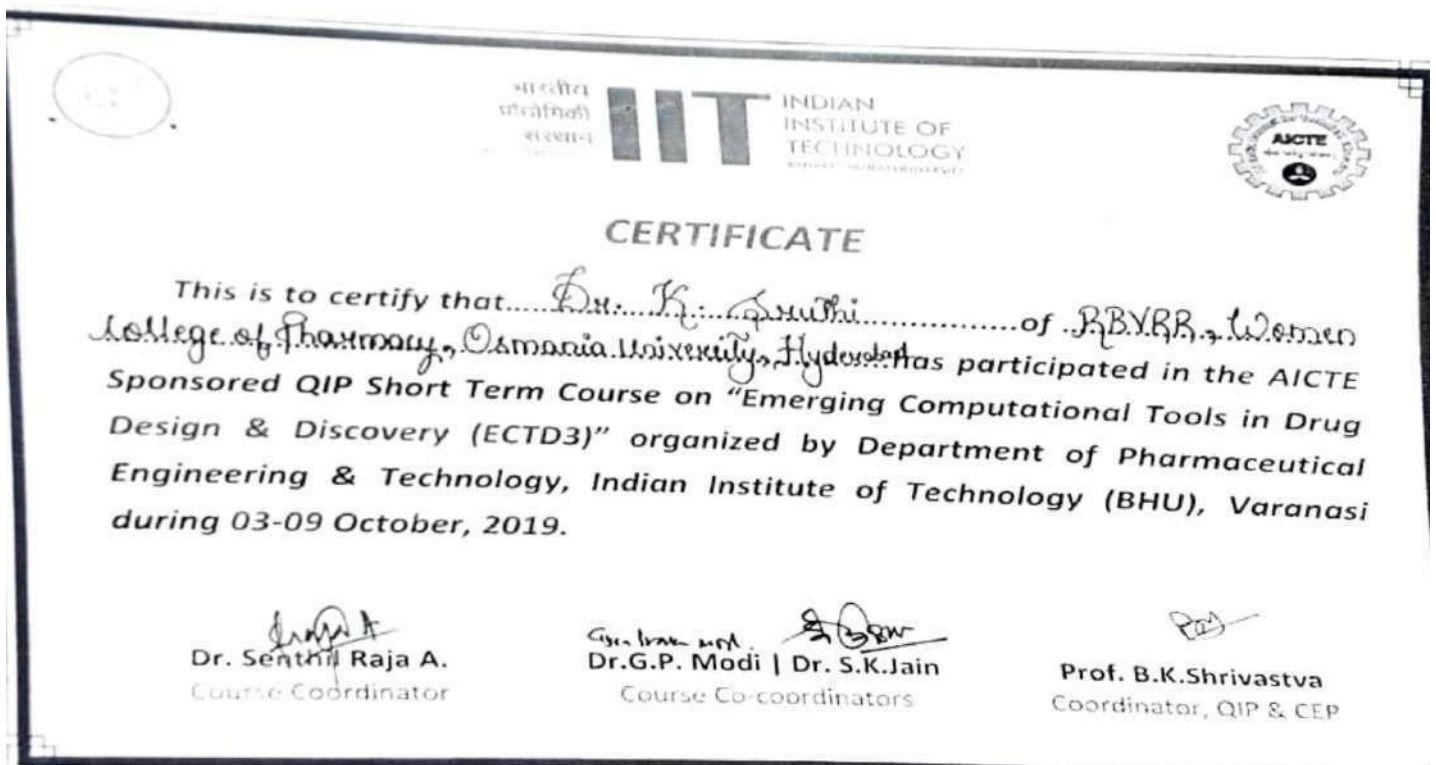 भारतीय
प्रौद्योगिकी
संस्थान
IIT
INDIAN
INSTITUTE OF
TECHNOLOGY
AICTE
CERTIFICATE
This is to certify that.....Dr. K. Sruthi.....................of ..RBVRR, Women
College of Pharmacy, Osmania University, Hyderabad has participated in the AICTE
Sponsored QIP Short Term Course on “Emerging Computational Tools in Drug
Design & Discovery (ECTD3)” organized by Department of Pharmaceutical
Engineering & Technology, Indian Institute of Technology (BHU), Varanasi
during 03-09 October, 2019.
Dr. Senthil Raja A.
Course Coordinator
Dr.G.P. Modi | Dr. S.K.Jain
Course Co-coordinators
Prof. B.K.Shrivastva
Coordinator, QIP & CEP